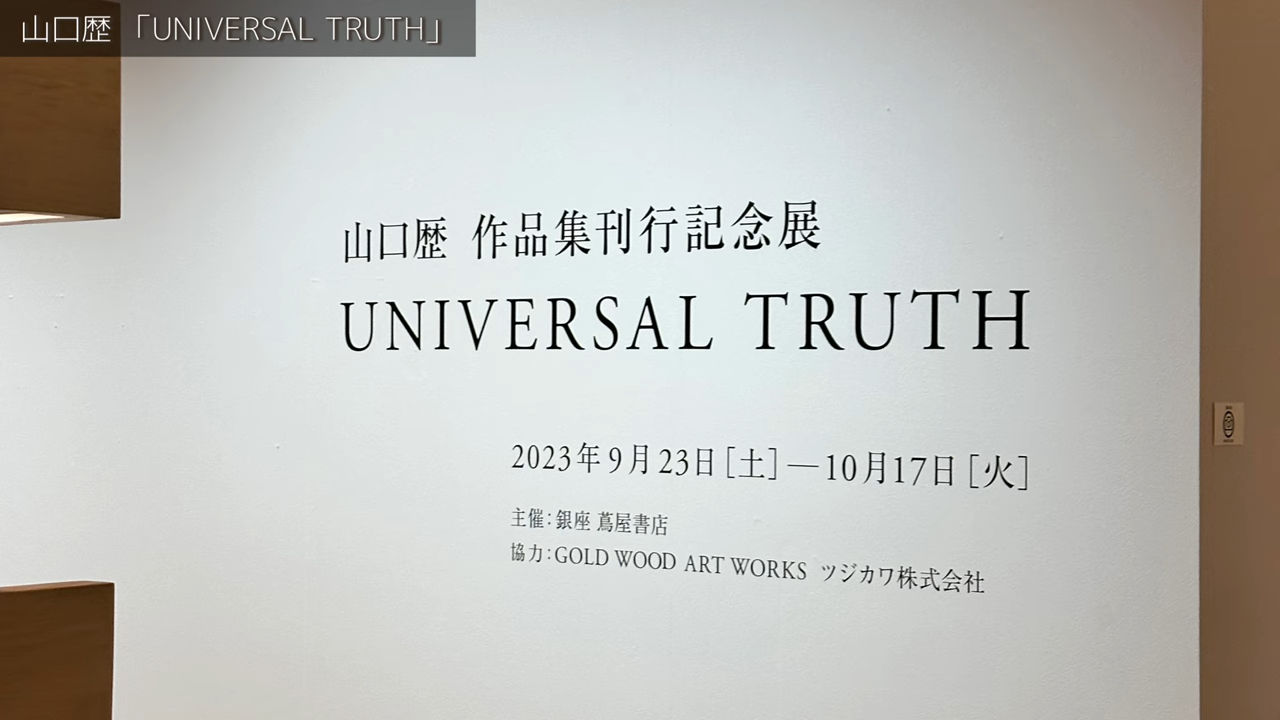 山口歴 「UNIVERSAL TRUTH」
山口歴 作品集刊行記念展
UNIVERSAL TRUTH
2023年9月23日[土]—10月17日[火]
主催：銀座 蔦屋書店
協力：GOLD WOOD ART WORKS ツジカワ株式会社